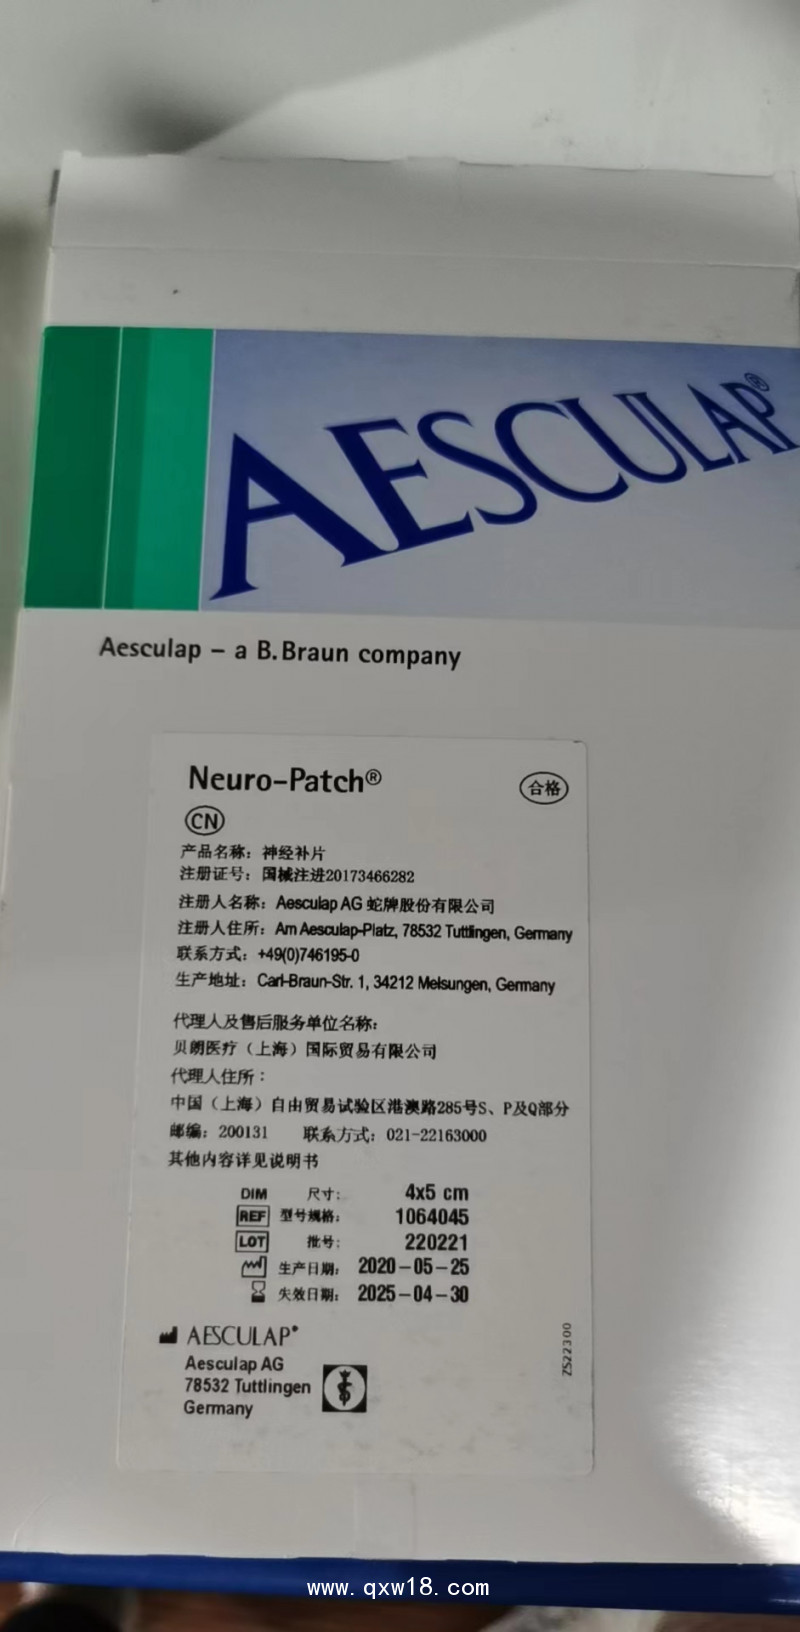 AESCULAP®
Aesculap – a B.Braun company
Neuro-Patch®
合格
CN
产品名称：神经补片
注册证号：国械注进20173466282
注册人名称：Aesculap AG 蛇牌股份有限公司
注册人住所：Am Aesculap-Platz, 78532 Tuttlingen, Germany
联系方式：+49(0)746195-0
生产地址：Carl-Braun-Str. 1, 34212 Melsungen, Germany
代理人及售后服务单位名称：
贝朗医疗（上海）国际贸易有限公司
代理人住所：
中国（上海）自由贸易试验区港澳路285号S、P及Q部分
邮编：200131 联系方式：021-22163000
其他内容详见说明书
DIM 尺寸： 4x5 cm
REF 型号规格： 1064045
LOT 批号： 220221
生产日期： 2020-05-25
失效日期： 2025-04-30
AESCULAP®
Aesculap AG
78532 Tuttlingen
Germany
ZS22300
www.qxw18.com